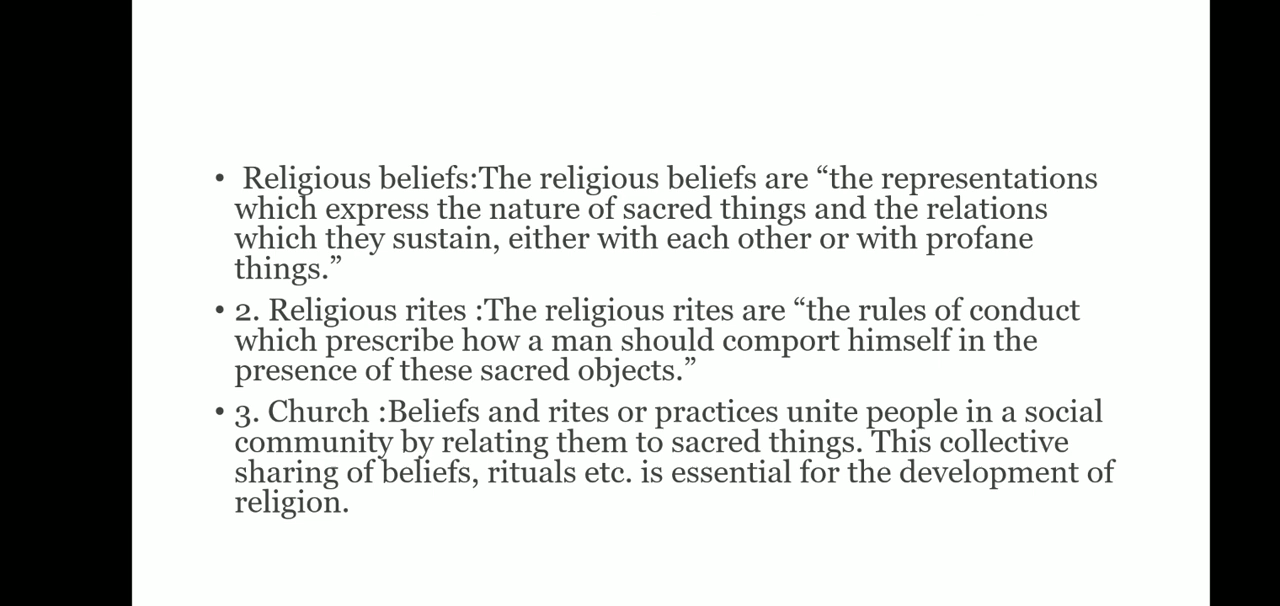 • Religious beliefs:The religious beliefs are “the representations
which express the nature of sacred things and the relations
which they sustain, either with each other or with profane
things.”
• 2. Religious rites :The religious rites are “the rules of conduct
which prescribe how a man should comport himself in the
presence of these sacred objects.”
• 3. Church :Beliefs and rites or practices unite people in a social
community by relating them to sacred things. This collective
sharing of beliefs, rituals etc. is essential for the development of
religion.